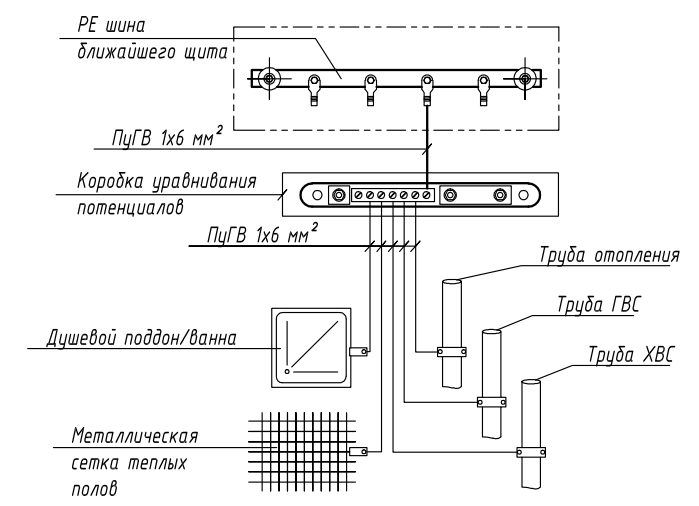 PE шина
ближайшего щита
ПуГВ 1х6 мм²
Коробка уравнивания
потенциалов
ПуГВ 1х6 мм²
Труба отопления
Труба ГВС
Душевой поддон/ванна
Труба ХВС
Металлическая
сетка теплых
полов